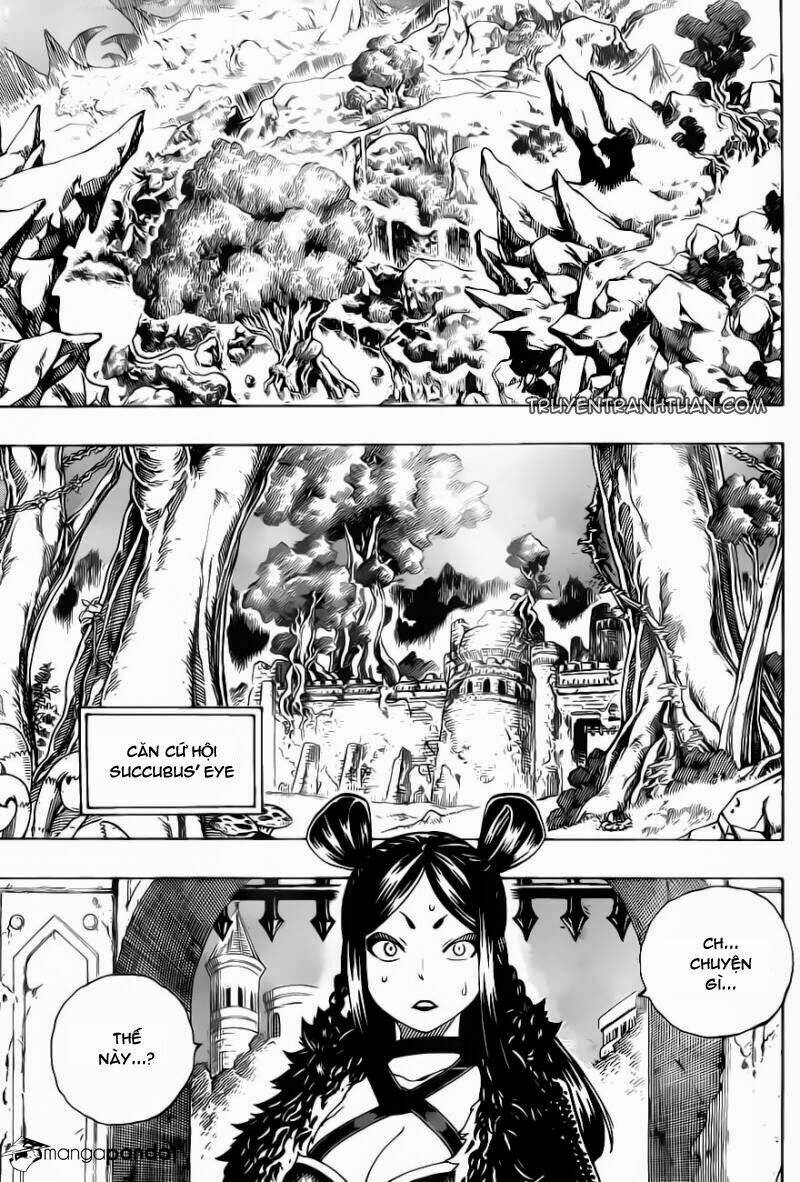 TRUYENTRANHTUAN.COM
CĂN CỨ HỘI
SUCCUBUS' EYE
CH...
CHUYỆN
GÌ...
THẾ
NÀY...?
mangapanda